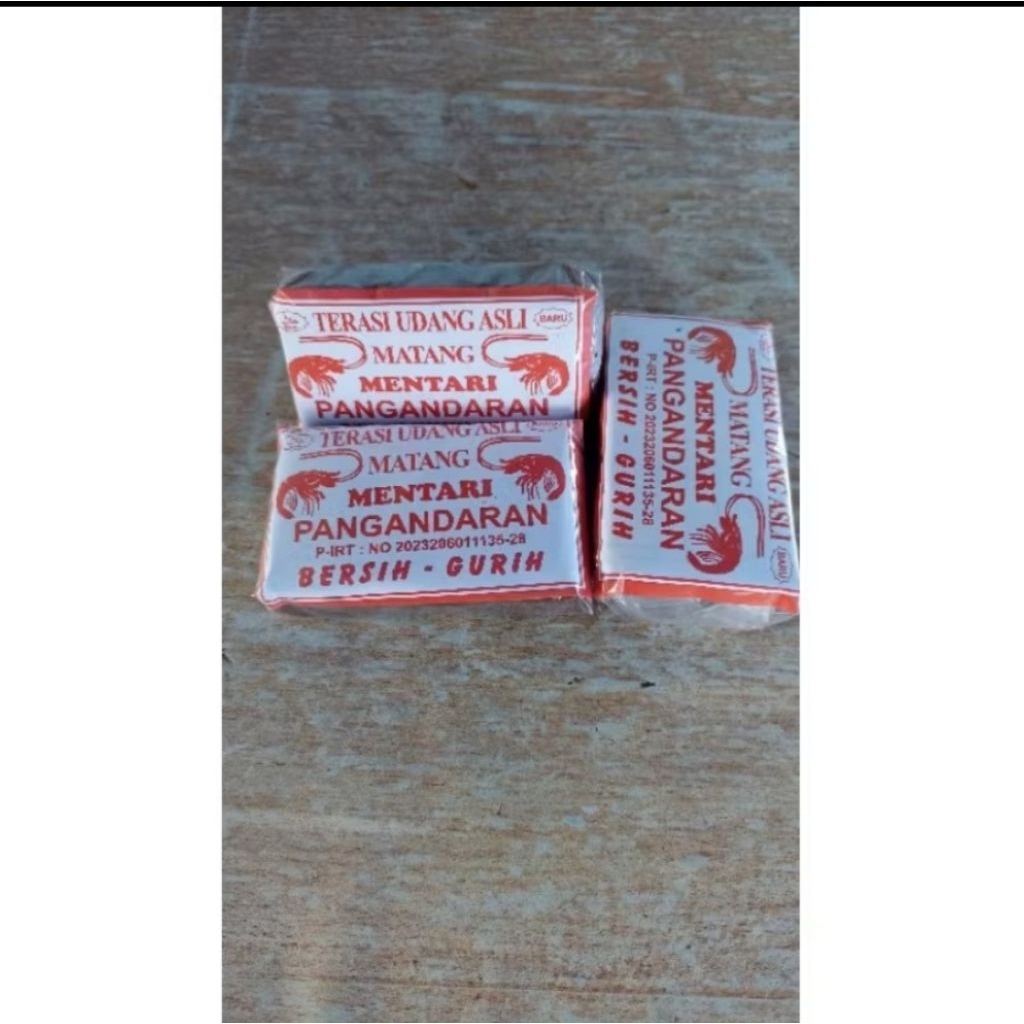 TERASI UDANG ASLI BARU
MATANG
MENTARI
PANGANDARAN
TERASI UDANG ASLI
MATANG
MENTARI
PANGANDARAN
P-IRT : NO 2023206011135-28
BERSIH - GURIH
TERASI UDANG ASLI BARU
MATANG
MENTARI
PANGANDARAN
P-IRT : NO 2023206011135-28
BERSIH - GURIH